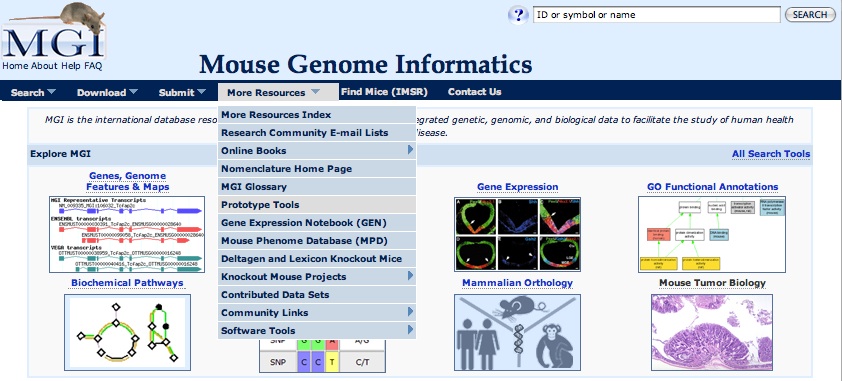 MGI
Home About Help FAQ
? ID or symbol or name SEARCH
Mouse Genome Informatics
Search Download Submit More Resources Find Mice (IMSR) Contact Us
More Resources Index
Research Community E-mail Lists
Online Books
Nomenclature Home Page
MGI Glossary
Prototype Tools
Gene Expression Notebook (GEN)
Mouse Phenome Database (MPD)
Deltagen and Lexicon Knockout Mice
Knockout Mouse Projects
Contributed Data Sets
Community Links
Software Tools
MGI is the international database reso
grated genetic, genomic, and biological data to facilitate the study of human health
isease.
Explore MGI
All Search Tools
Genes, Genome
Features & Maps
MGI Representative Transcripts
ENSEMBL transcripts
VEGA transcripts
Gene Expression
GO Functional Annotations
Biochemical Pathways
Mammalian Orthology
Mouse Tumor Biology
SNP G G A A/G
SNP C C T C/T